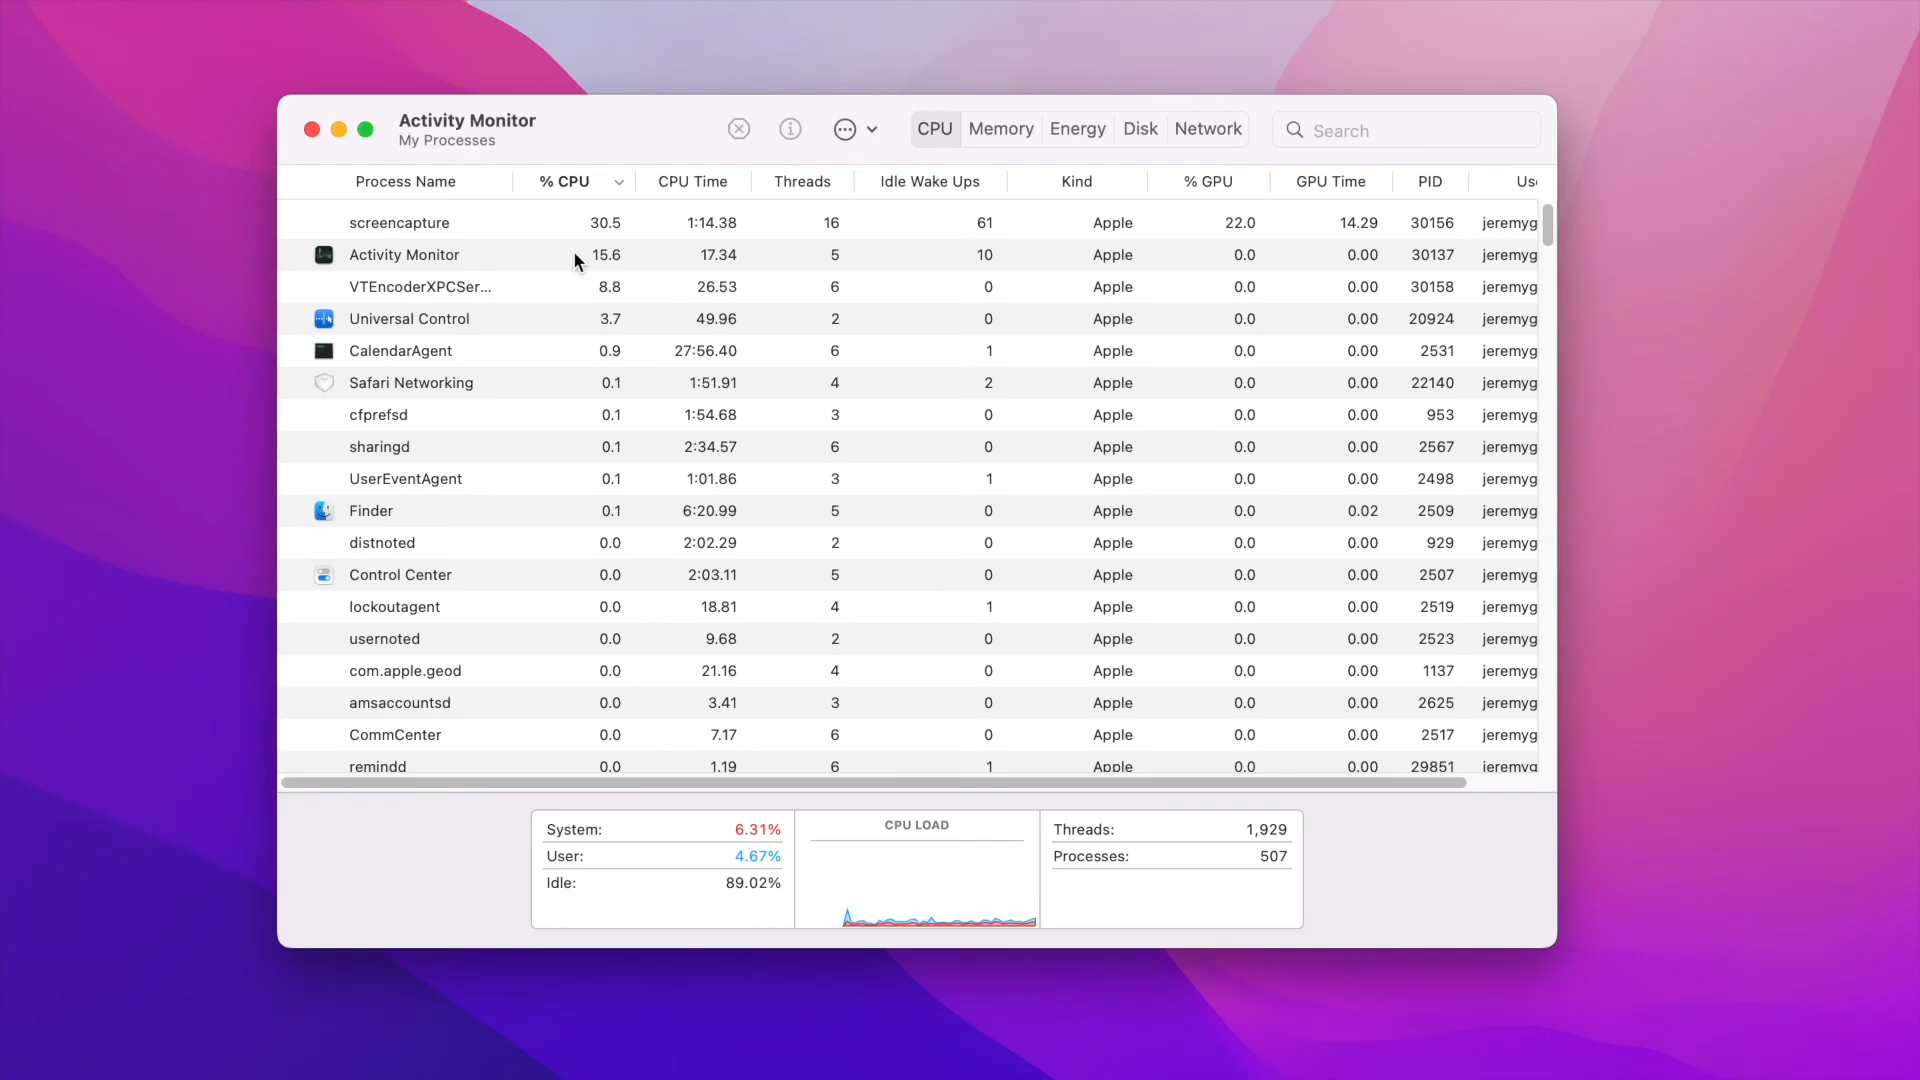 Activity Monitor
My Processes
CPU Memory Energy Disk Network
Search
Process Name % CPU CPU Time Threads Idle Wake Ups Kind % GPU GPU Time PID Us
screencapture 30.5 1:14.38 16 61 Apple 22.0 14.29 30156 jeremyg
Activity Monitor 15.6 17.34 5 10 Apple 0.0 0.00 30137 jeremyg
VTEncoderXPCSer... 8.8 26.53 6 0 Apple 0.0 0.00 30158 jeremyg
Universal Control 3.7 49.96 2 0 Apple 0.0 0.00 20924 jeremyg
CalendarAgent 0.9 27:56.40 6 1 Apple 0.0 0.00 2531 jeremyg
Safari Networking 0.1 1:51.91 4 2 Apple 0.0 0.00 22140 jeremyg
cfprefsd 0.1 1:54.68 3 0 Apple 0.0 0.00 953 jeremyg
sharingd 0.1 2:34.57 6 0 Apple 0.0 0.00 2567 jeremyg
UserEventAgent 0.1 1:01.86 3 1 Apple 0.0 0.00 2498 jeremyg
Finder 0.1 6:20.99 5 0 Apple 0.0 0.02 2509 jeremyg
distnoted 0.0 2:02.29 2 0 Apple 0.0 0.00 929 jeremyg
Control Center 0.0 2:03.11 5 0 Apple 0.0 0.00 2507 jeremyg
lockoutagent 0.0 18.81 4 1 Apple 0.0 0.00 2519 jeremyg
usernoted 0.0 9.68 2 0 Apple 0.0 0.00 2523 jeremyg
com.apple.geod 0.0 21.16 4 0 Apple 0.0 0.00 1137 jeremyg
amsaccountsd 0.0 3.41 3 0 Apple 0.0 0.00 2625 jeremyg
CommCenter 0.0 7.17 6 0 Apple 0.0 0.00 2517 jeremyg
remindd 0.0 1.19 6 1 Apple 0.0 0.00 29851 jeremyg
System: 6.31% CPU LOAD Threads: 1,929
User: 4.67% Processes: 507
Idle: 89.02%